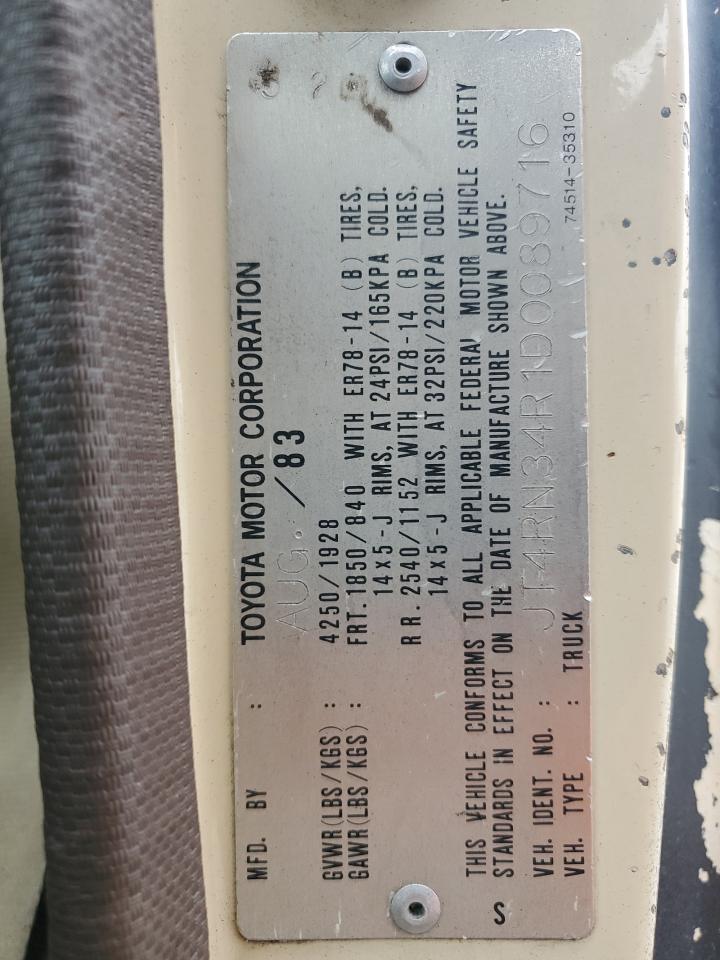 MFD. BY : TOYOTA MOTOR CORPORATION
AUG. /83
GVWR(LBS/KGS) : 4250/1928
GAWR(LBS/KGS) : FRT. 1850/840 WITH ER78-14 (B) TIRES,
14x5-J RIMS, AT 24PSI/165KPA COLD.
RR. 2540/1152 WITH ER78-14 (B) TIRES,
14x5-J RIMS, AT 32PSI/220KPA COLD.
THIS VEHICLE CONFORMS TO ALL APPLICABLE FEDERAL MOTOR VEHICLE SAFETY
S STANDARDS IN EFFECT ON THE DATE OF MANUFACTURE SHOWN ABOVE.
VEH. IDENT. NO. : JT4RN34R1D0089716
VEH. TYPE : TRUCK
74514-35310